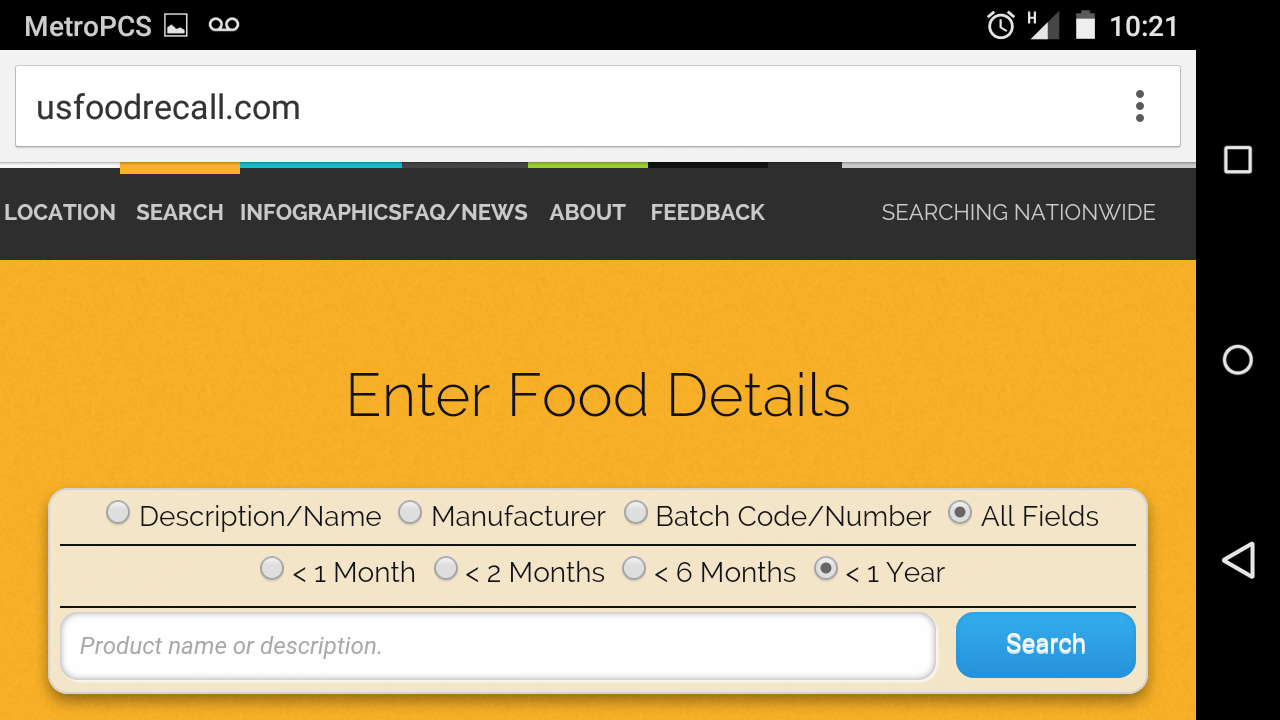 MetroPCS H 10:21
usfoodrecall.com
LOCATION SEARCH INFOGRAPHICSFAQ/NEWS ABOUT FEEDBACK SEARCHING NATIONWIDE
Enter Food Details
Description/Name Manufacturer Batch Code/Number All Fields
< 1 Month < 2 Months < 6 Months < 1 Year
Product name or description. Search